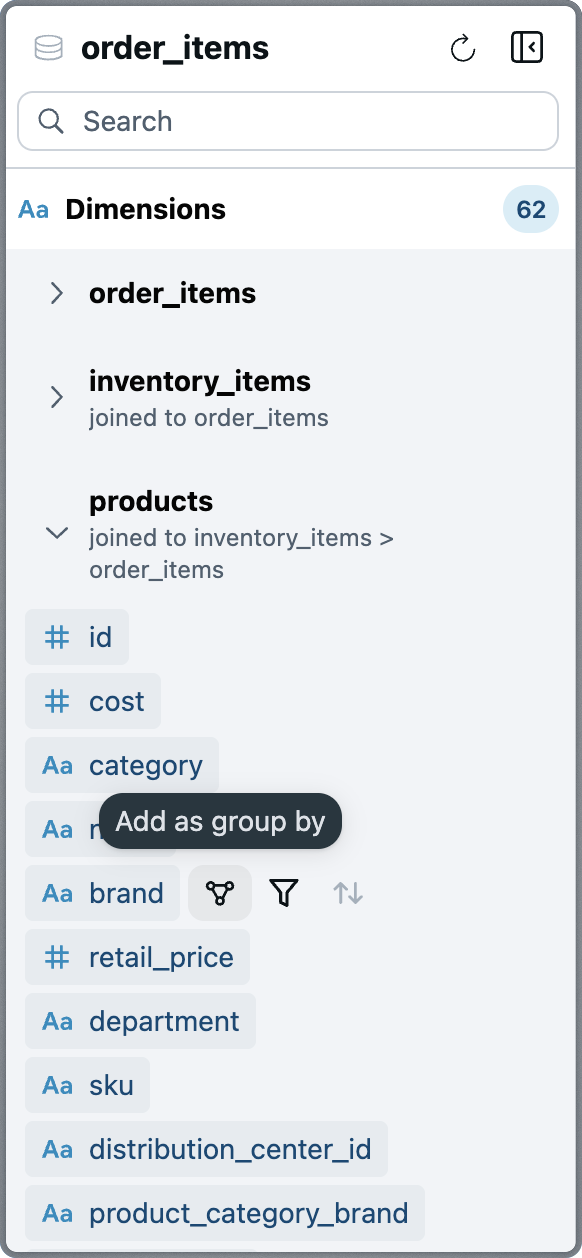 order_items
Search
Aa Dimensions 62
order_items
inventory_items
joined to order_items
products
joined to inventory_items >
order_items
# id
# cost
Aa category
Add as group by
Aa
Aa brand
# retail_price
Aa department
Aa sku
Aa distribution_center_id
Aa product_category_brand